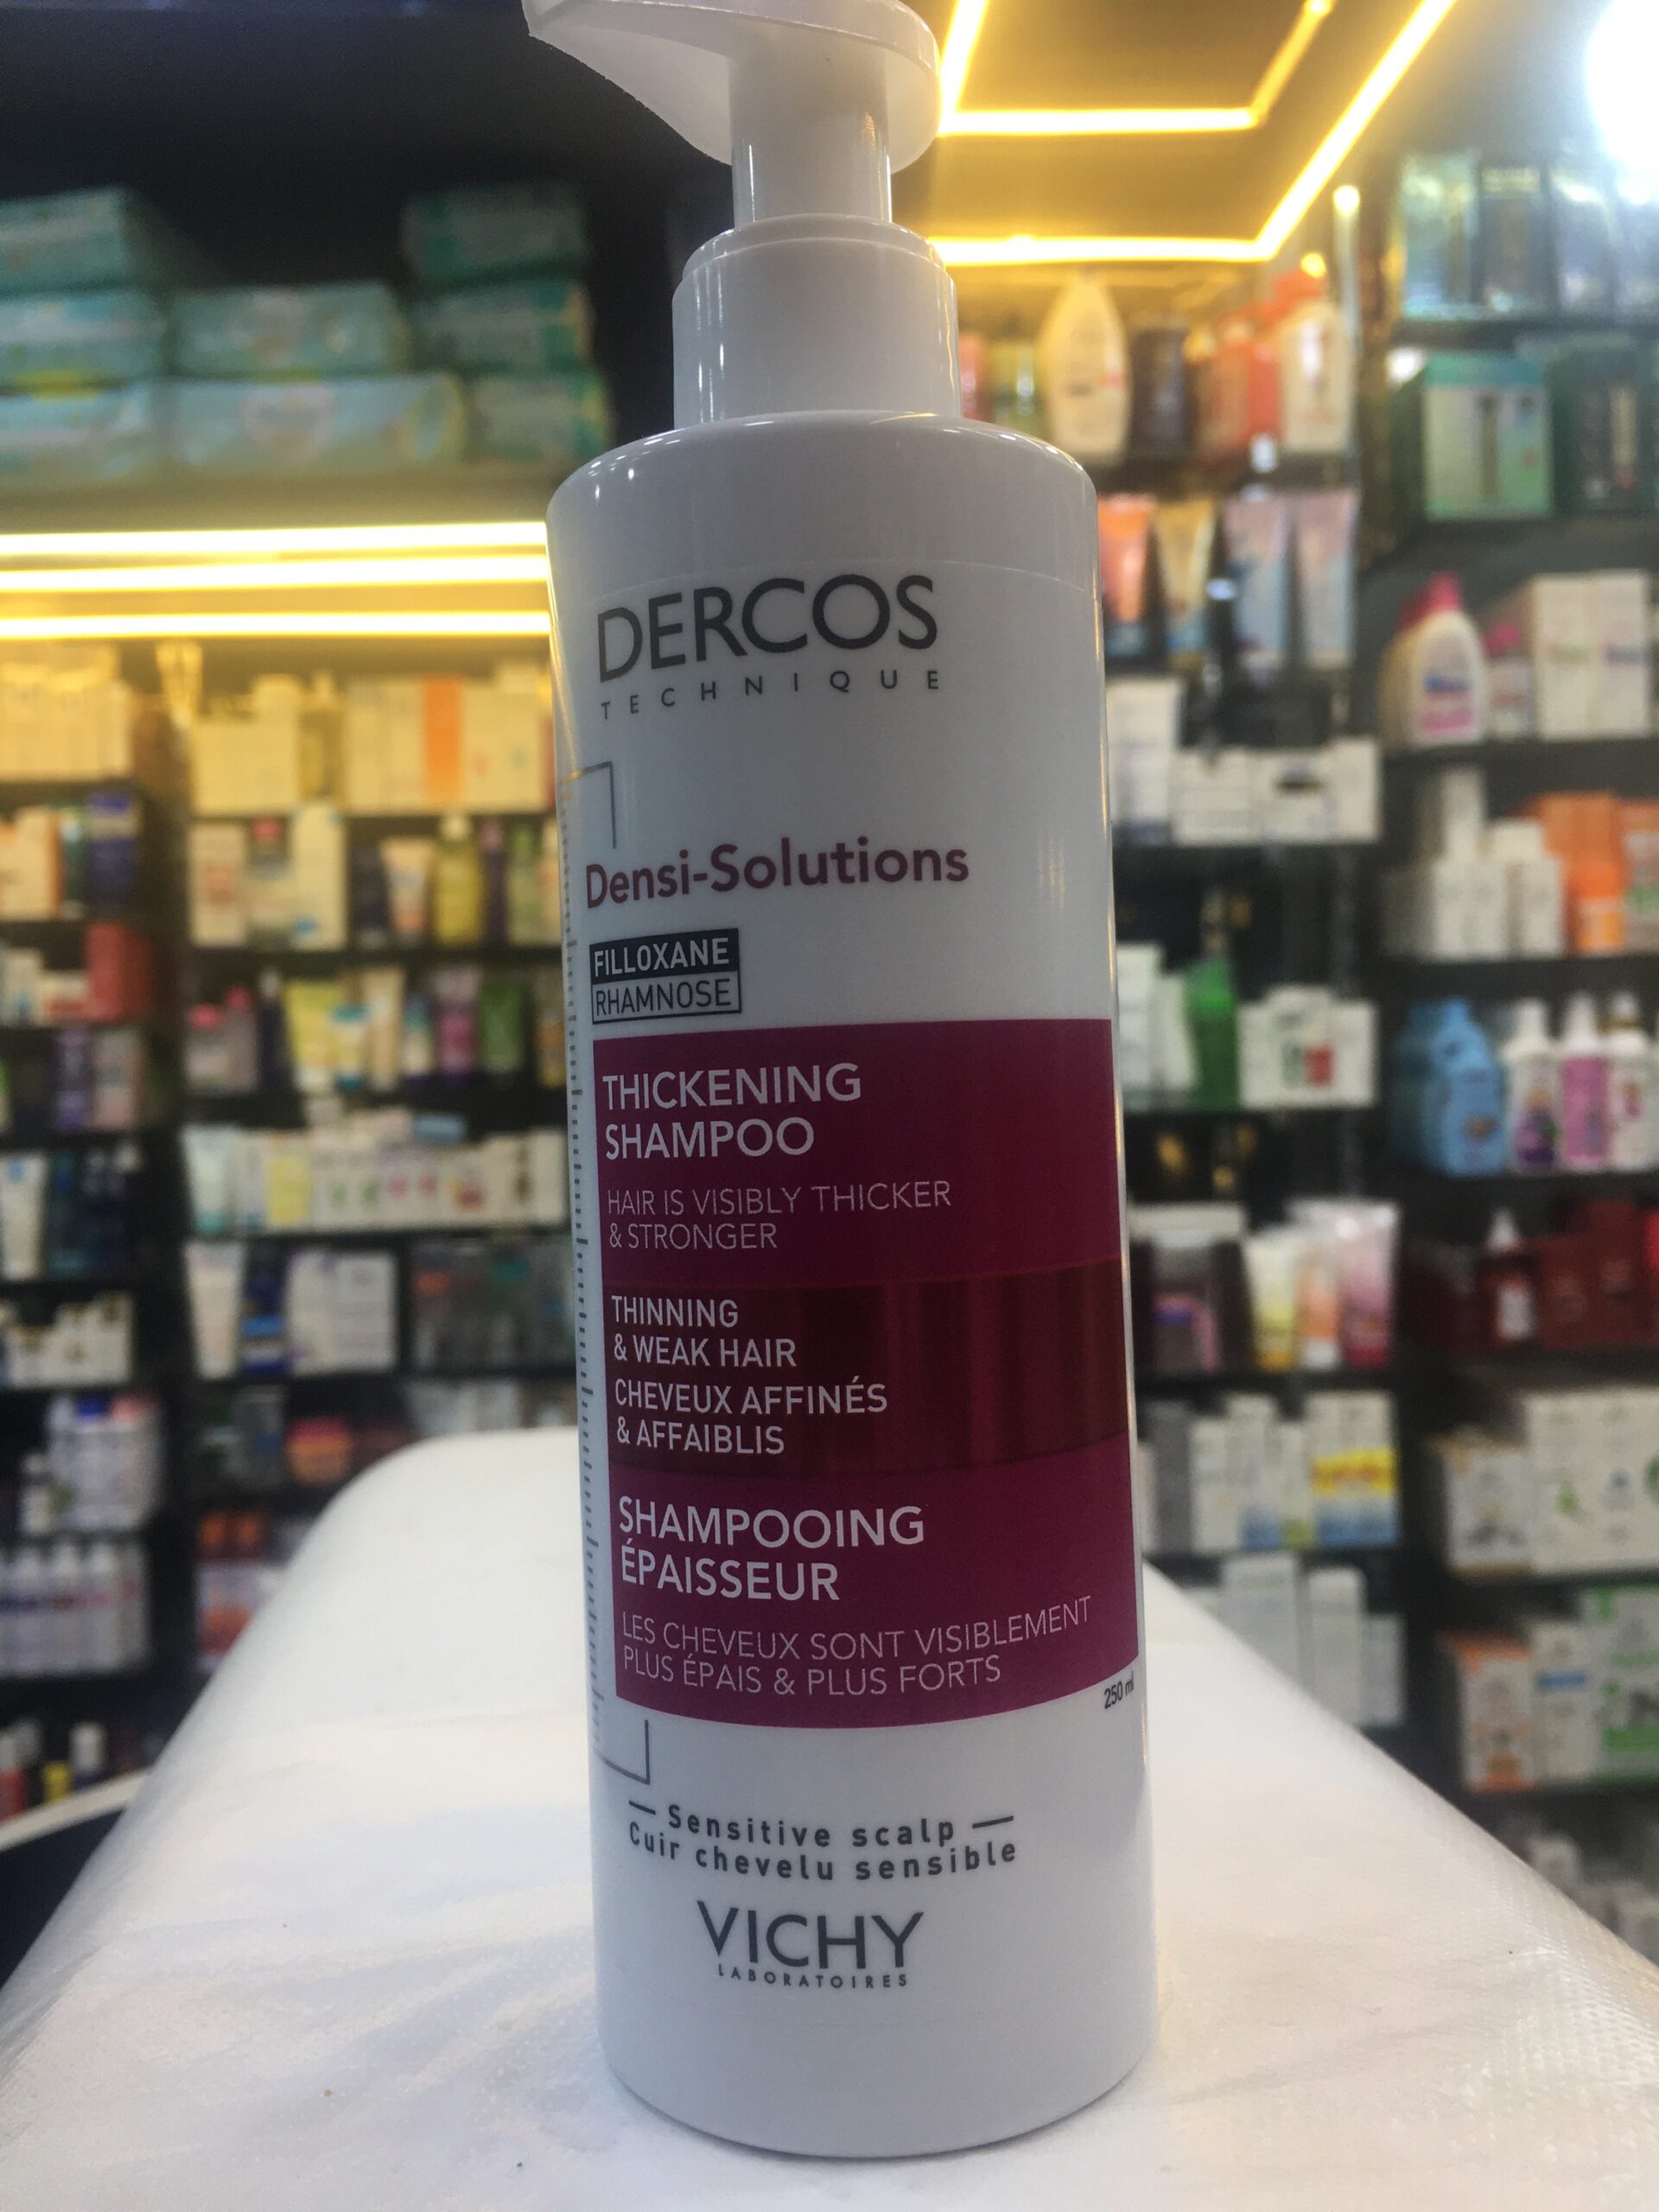 DERCOS
TECHNIQUE
Densi-Solutions
FILLOXANE
RHAMNOSE
THICKENING
SHAMPOO
HAIR IS VISIBLY THICKER
& STRONGER
THINNING
& WEAK HAIR
CHEVEUX AFFINÉS
& AFFAIBLIS
SHAMPOOING
ÉPAISSEUR
LES CHEVEUX SONT VISIBLEMENT
PLUS ÉPAIS & PLUS FORTS
250 ml
— Sensitive scalp —
Cuir chevelu sensible
VICHY
LABORATOIRES